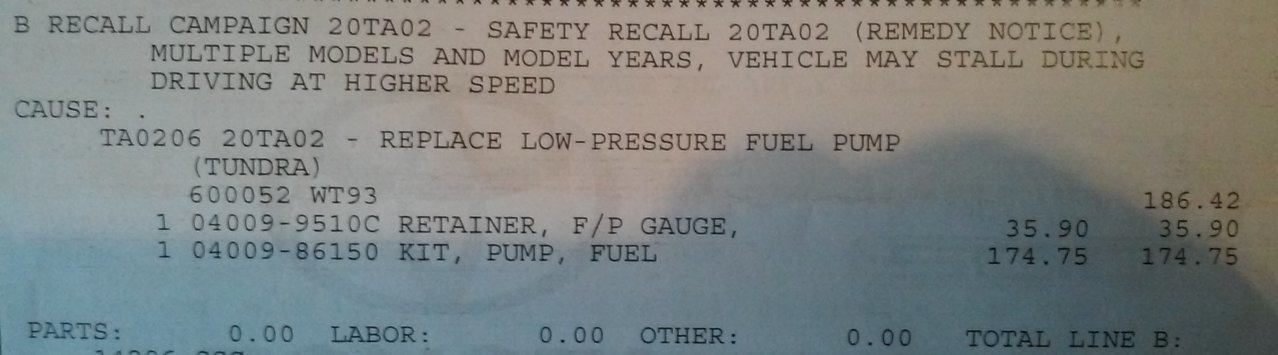 B RECALL CAMPAIGN 20TA02 - SAFETY RECALL 20TA02 (REMEDY NOTICE),
MULTIPLE MODELS AND MODEL YEARS, VEHICLE MAY STALL DURING
DRIVING AT HIGHER SPEED
CAUSE: .
TA0206 20TA02 - REPLACE LOW-PRESSURE FUEL PUMP
(TUNDRA)
600052 WT93 186.42
1 04009-9510C RETAINER, F/P GAUGE, 35.90 35.90
1 04009-86150 KIT, PUMP, FUEL 174.75 174.75
PARTS: 0.00 LABOR: 0.00 OTHER: 0.00 TOTAL LINE B: